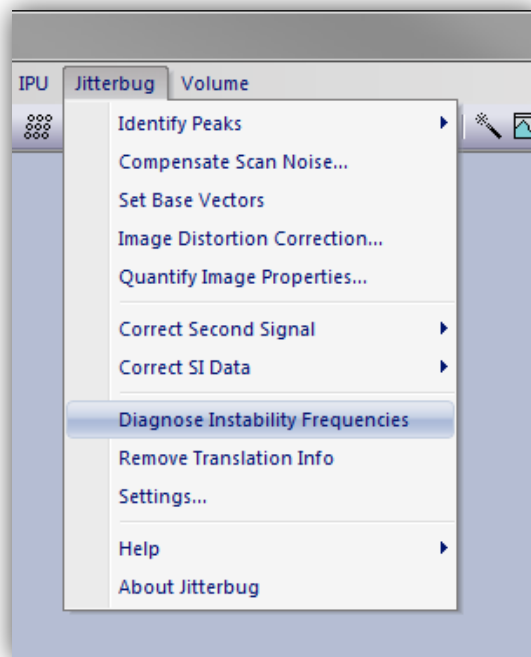 IPU Jitterbug Volume
Identify Peaks
Compensate Scan Noise...
Set Base Vectors
Image Distortion Correction...
Quantify Image Properties...
Correct Second Signal
Correct SI Data
Diagnose Instability Frequencies
Remove Translation Info
Settings...
Help
About Jitterbug